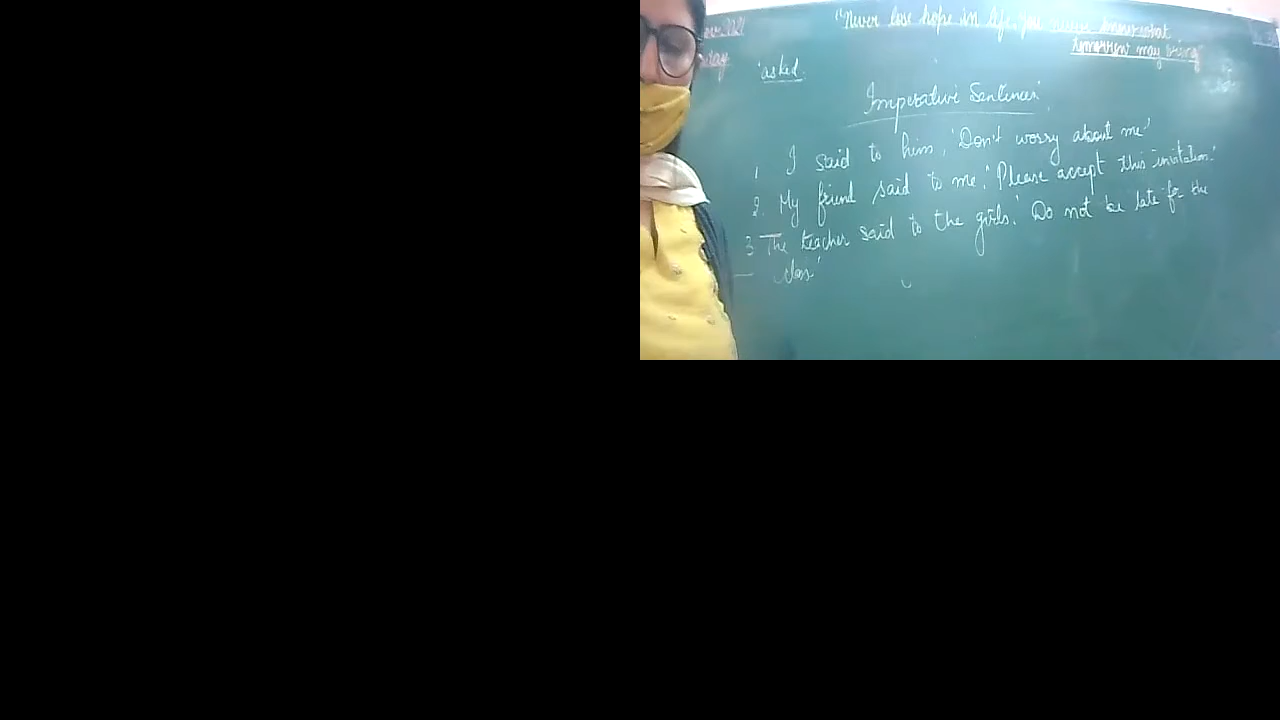 "Never lose hope in life. you never know what
tomorrow may bring"
'asked.
Imperative Sentences'
1 I said to him, 'Don't worry about me.'
2. My friend said to me, 'Please accept this invitation.'
3 The teacher said to the girls. 'Do not be late for the
class'